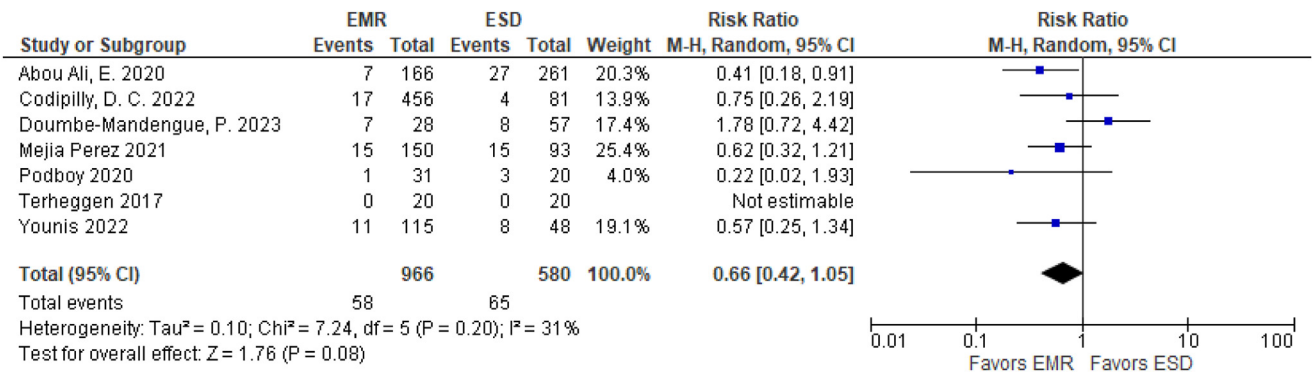 EMR ESD Risk Ratio Risk Ratio
Study or Subgroup Events Total Events Total Weight M-H, Random, 95% CI M-H, Random, 95% CI
Abou Ali, E. 2020 7 166 27 261 20.3% 0.41 [0.18, 0.91]
Codipilly, D. C. 2022 17 456 4 81 13.9% 0.75 [0.26, 2.19]
Doumbe-Mandengue, P. 2023 7 28 8 57 17.4% 1.78 [0.72, 4.42]
Mejia Perez 2021 15 150 15 93 25.4% 0.62 [0.32, 1.21]
Podboy 2020 1 31 3 20 4.0% 0.22 [0.02, 1.93]
Terheggen 2017 0 20 0 20 Not estimable
Younis 2022 11 115 8 48 19.1% 0.57 [0.25, 1.34]
Total (95% CI) 966 580 100.0% 0.66 [0.42, 1.05]
Total events 58 65
Heterogeneity: Tau² = 0.10; Chi² = 7.24, df = 5 (P = 0.20); I² = 31%
Test for overall effect: Z = 1.76 (P = 0.08)
0.01 0.1 1 10 100
Favors EMR Favors ESD